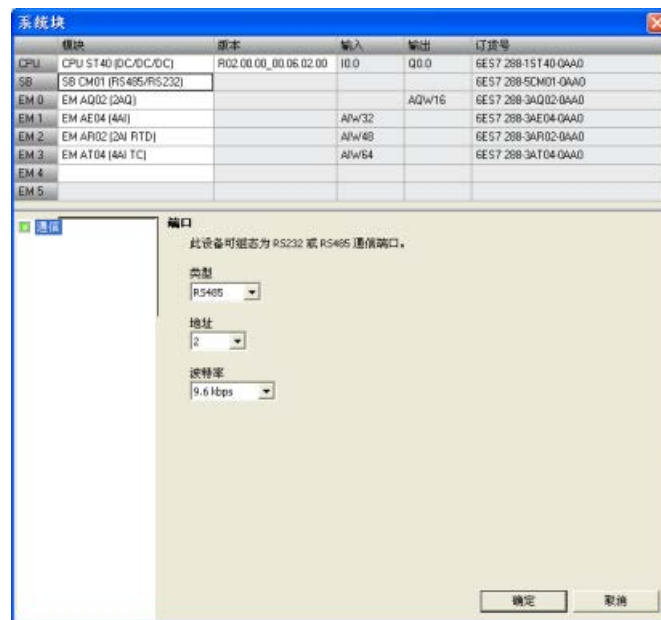 系统块
模块 版本 输入 输出 订货号
CPU CPU ST40 (DC/DC/DC) R02.00.00_00.06.02.00 I0.0 Q0.0 6ES7 288-1ST40-0AA0
SB SB CM01 (RS485/RS232) 6ES7 288-5CM01-0AA0
EM 0 EM AQ02 (2AQ) AQW16 6ES7 288-3AQ02-0AA0
EM 1 EM AE04 (4AI) AIW32 6ES7 288-3AE04-0AA0
EM 2 EM AR02 (2AI RTD) AIW48 6ES7 288-3AR02-0AA0
EM 3 EM AT04 (4AI TC) AIW64 6ES7 288-3AT04-0AA0
EM 4
EM 5
通信
端口
此设备可组态为 RS232 或 RS485 通信端口。
类型
RS485
地址
2
波特率
9.6 kbps
确定 取消